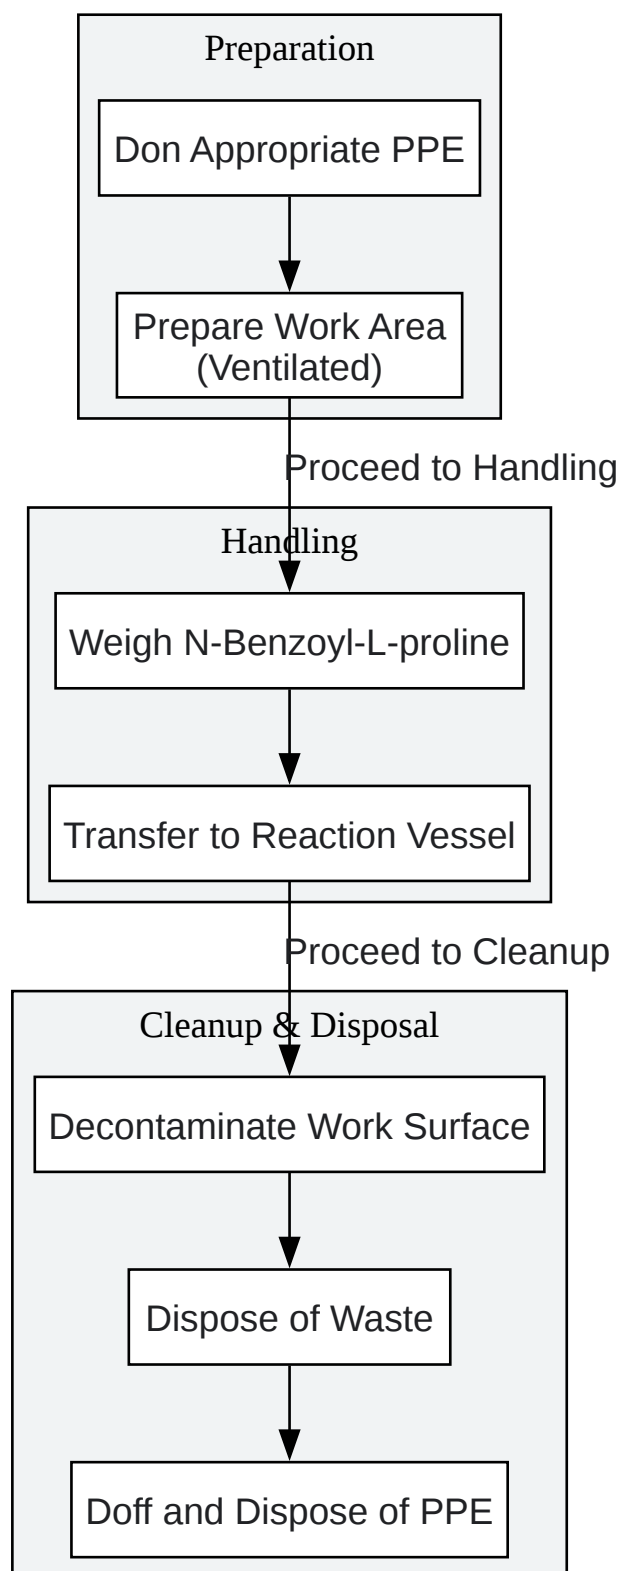 Preparation
Don Appropriate PPE
Prepare Work Area
(Ventilated)
Proceed to Handling
Handling
Weigh N-Benzoyl-L-proline
Transfer to Reaction Vessel
Proceed to Cleanup
Cleanup & Disposal
Decontaminate Work Surface
Dispose of Waste
Doff and Dispose of PPE